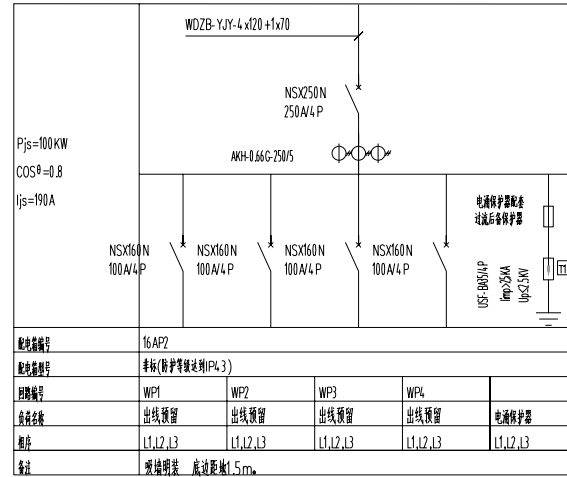 WDZB-YJY-4x120+1x70
NSX250N
250A/4P
Pjs=100KW
COSθ=0.8
Ijs=190A
AKH-0.66G-250/5
电涌保护器配套
过流后备保护器
NSX160N NSX160N NSX160N NSX160N
100A/4P 100A/4P 100A/4P 100A/4P
USF-BA35/4P
Iimp>25KA
Up≤2.5KV
T1
配电箱编号 16AP2
配电箱型号 非标(防护等级达到IP43)
回路编号 WP1 WP2 WP3 WP4
负荷名称 出线预留 出线预留 出线预留 出线预留 电涌保护器
相序 L1,L2,L3 L1,L2,L3 L1,L2,L3 L1,L2,L3 L1,L2,L3
备注 吸墙明装 底边距地1.5m。